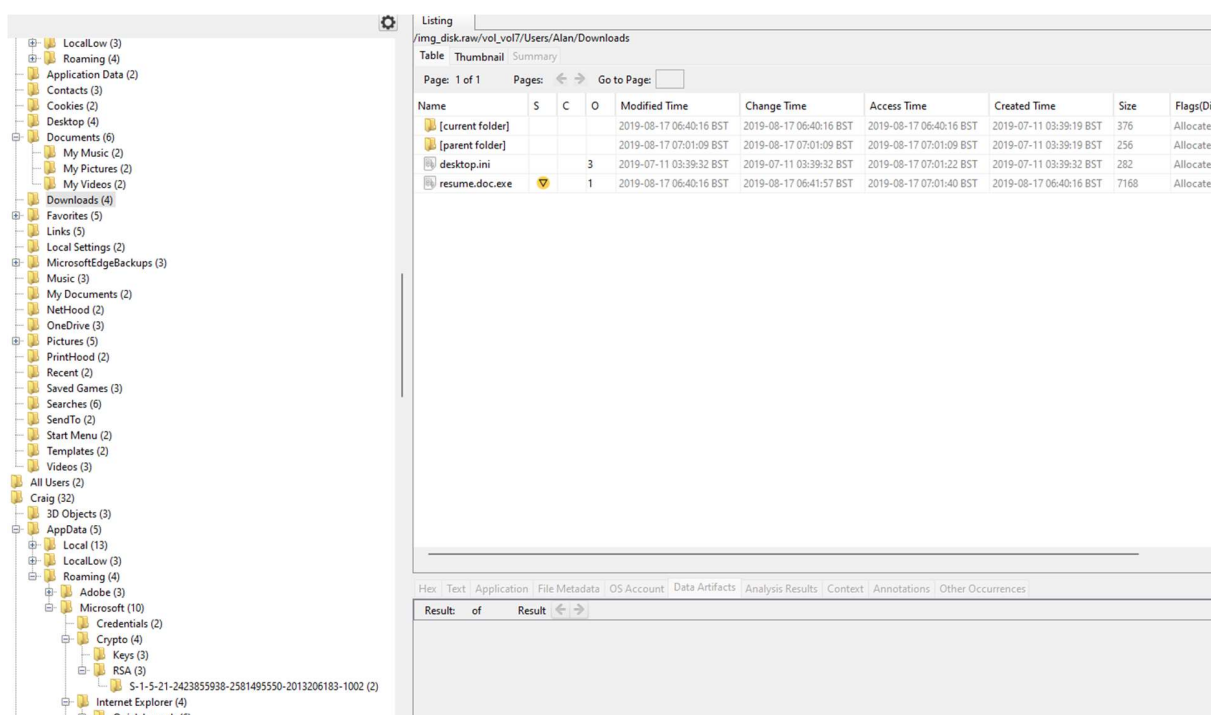 LocalLow (3)
Roaming (4)
Application Data (2)
Contacts (3)
Cookies (2)
Desktop (4)
Documents (6)
My Music (2)
My Pictures (2)
My Videos (2)
Downloads (4)
Favorites (5)
Links (5)
Local Settings (2)
MicrosoftEdgeBackups (3)
Music (3)
My Documents (2)
NetHood (2)
OneDrive (3)
Pictures (5)
PrintHood (2)
Recent (2)
Saved Games (3)
Searches (6)
SendTo (2)
Start Menu (2)
Templates (2)
Videos (3)
All Users (2)
Craig (32)
3D Objects (3)
AppData (5)
Local (13)
LocalLow (3)
Roaming (4)
Adobe (3)
Microsoft (10)
Credentials (2)
Crypto (4)
Keys (3)
RSA (3)
S-1-5-21-2423855938-2581495550-2013206183-1002 (2)
Internet Explorer (4)
Listing
/img_disk.raw/vol_vol7/Users/Alan/Downloads
Table Thumbnail Summary
Page: 1 of 1 Pages: Go to Page:
Name S C O Modified Time Change Time Access Time Created Time Size Flags(Di
[current folder] 2019-08-17 06:40:16 BST 2019-08-17 06:40:16 BST 2019-08-17 06:40:16 BST 2019-07-11 03:39:19 BST 376 Allocate
[parent folder] 2019-08-17 07:01:09 BST 2019-08-17 07:01:09 BST 2019-08-17 07:01:09 BST 2019-07-11 03:39:19 BST 256 Allocate
desktop.ini 3 2019-07-11 03:39:32 BST 2019-07-11 03:39:32 BST 2019-08-17 07:01:22 BST 2019-07-11 03:39:32 BST 282 Allocate
resume.doc.exe 1 2019-08-17 06:40:16 BST 2019-08-17 06:41:57 BST 2019-08-17 07:01:40 BST 2019-08-17 06:40:16 BST 7168 Allocate
Hex Text Application File Metadata OS Account Data Artifacts Analysis Results Context Annotations Other Occurrences
Result: of Result